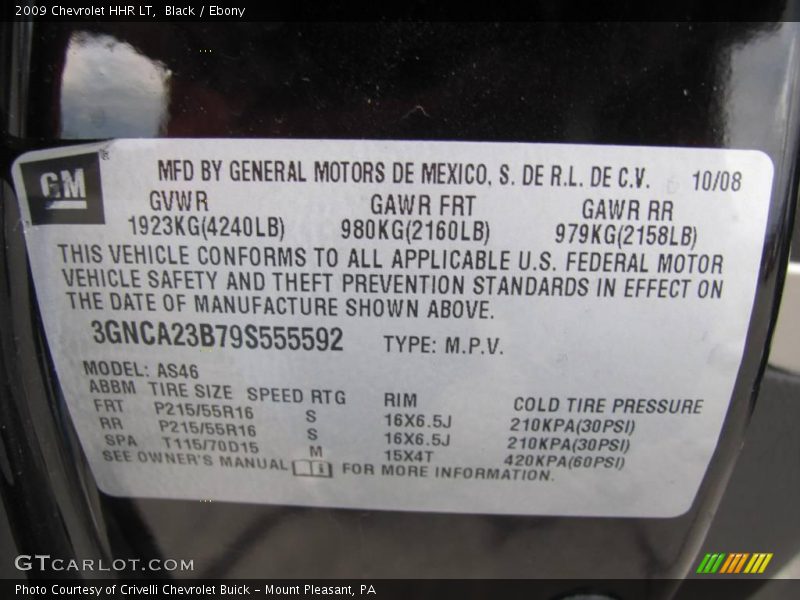 2009 Chevrolet HHR LT, Black / Ebony
GM
MFD BY GENERAL MOTORS DE MEXICO, S. DE R.L. DE C.V. 10/08
GVWR GAWR FRT GAWR RR
1923KG(4240LB) 980KG(2160LB) 979KG(2158LB)
THIS VEHICLE CONFORMS TO ALL APPLICABLE U.S. FEDERAL MOTOR
VEHICLE SAFETY AND THEFT PREVENTION STANDARDS IN EFFECT ON
THE DATE OF MANUFACTURE SHOWN ABOVE.
3GNCA23B79S555592 TYPE: M.P.V.
MODEL: AS46
ABBM TIRE SIZE SPEED RTG RIM COLD TIRE PRESSURE
FRT P215/55R16 S 16X6.5J 210KPA(30PSI)
RR P215/55R16 S 16X6.5J 210KPA(30PSI)
SPA T115/70D15 M 15X4T 420KPA(60PSI)
SEE OWNER'S MANUAL FOR MORE INFORMATION.
GTCARLOT.COM
Photo Courtesy of Crivelli Chevrolet Buick - Mount Pleasant, PA